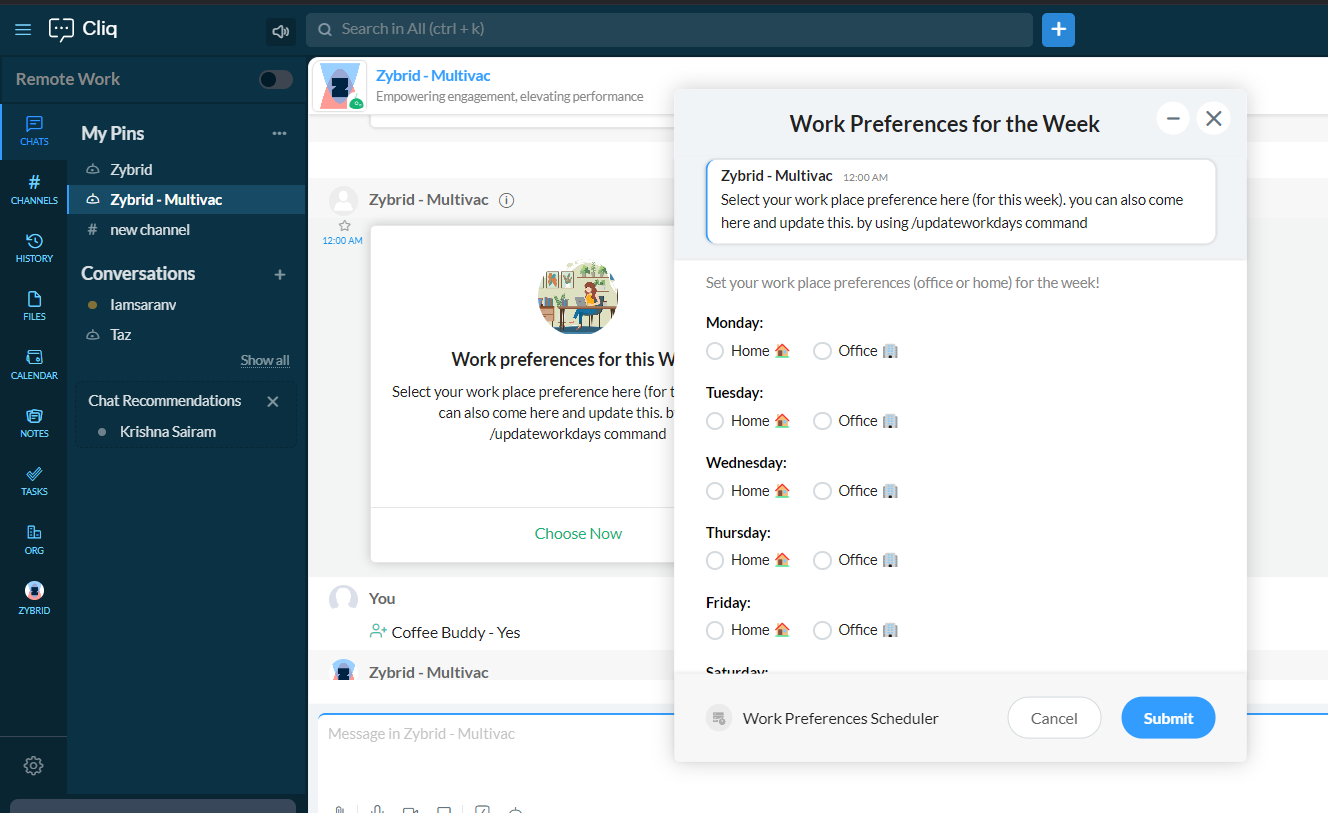 Cliq
Search in All (ctrl + k)
Remote Work
CHATS
CHANNELS
HISTORY
FILES
CALENDAR
NOTES
TASKS
ORG
ZYBRID
My Pins
Zybrid
Zybrid - Multivac
# new channel
Conversations
Iamsaranv
Taz
Show all
Chat Recommendations
Krishna Sairam
Zybrid - Multivac
Empowering engagement, elevating performance
Zybrid - Multivac
12:00 AM
Work preferences for this W
Select your work place preference here (for t
can also come here and update this. b
/updateworkdays command
Choose Now
You
Coffee Buddy - Yes
Zybrid - Multivac
Message in Zybrid - Multivac
Work Preferences for the Week
Zybrid - Multivac 12:00 AM
Select your work place preference here (for this week). you can also come
here and update this. by using /updateworkdays command
Set your work place preferences (office or home) for the week!
Monday:
Home Office
Tuesday:
Home Office
Wednesday:
Home Office
Thursday:
Home Office
Friday:
Home Office
Saturday:
Work Preferences Scheduler
Cancel
Submit